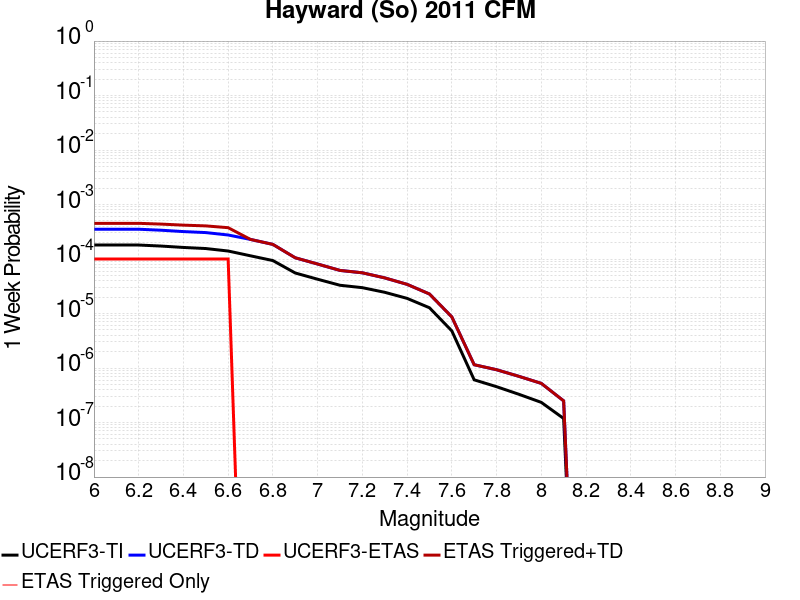 Hayward (So) 2011 CFM
10^0
10^-1
10^-2
10^-3
10^-4
10^-5
10^-6
10^-7
10^-8
1 Week Probability
6 6.2 6.4 6.6 6.8 7 7.2 7.4 7.6 7.8 8 8.2 8.4 8.6 8.8 9
Magnitude
UCERF3-TI UCERF3-TD UCERF3-ETAS ETAS Triggered+TD
ETAS Triggered Only